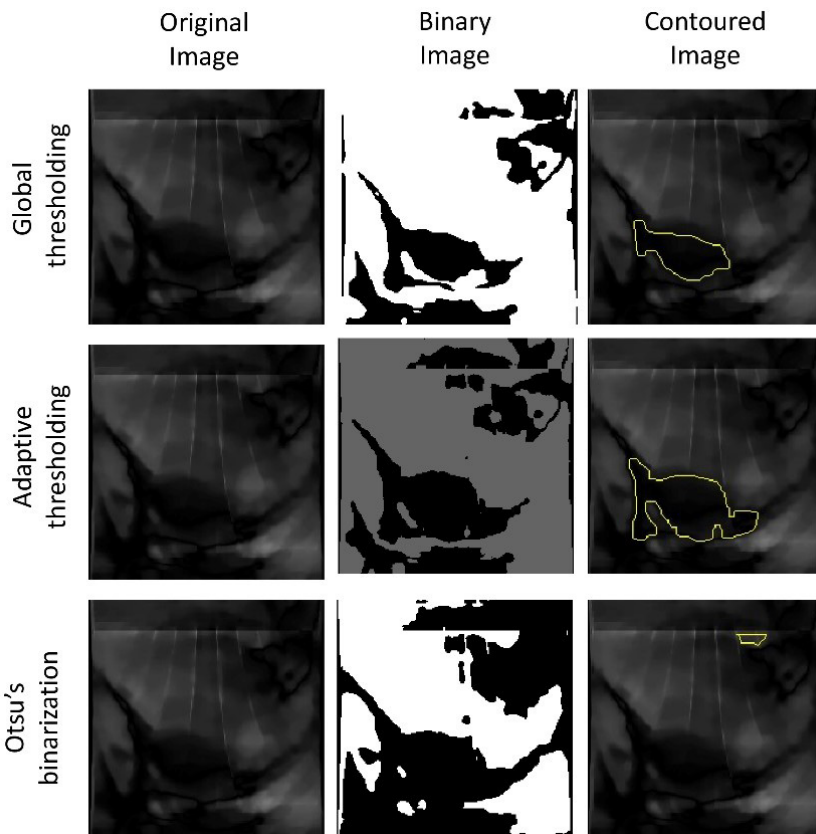 Original
Image
Binary
Image
Contoured
Image
Global
thresholding
Adaptive
thresholding
Otsu's
binarization